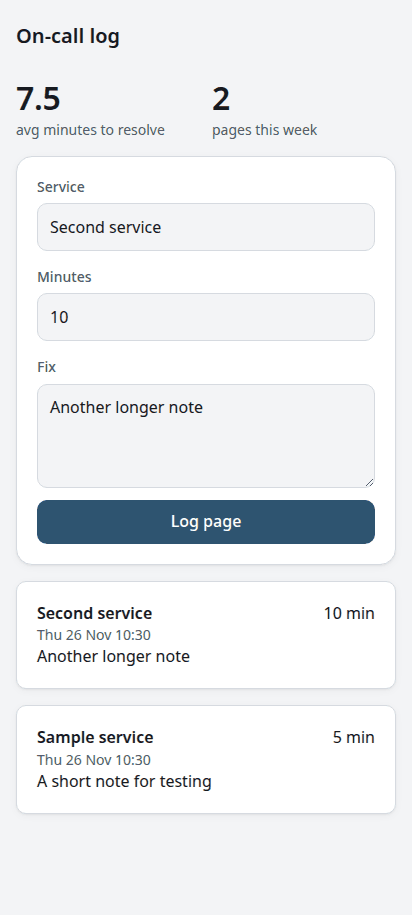 On-call log
7.5
avg minutes to resolve
2
pages this week
Service
Second service
Minutes
10
Fix
Another longer note
Log page
Second service
10 min
Thu 26 Nov 10:30
Another longer note
Sample service
5 min
Thu 26 Nov 10:30
A short note for testing